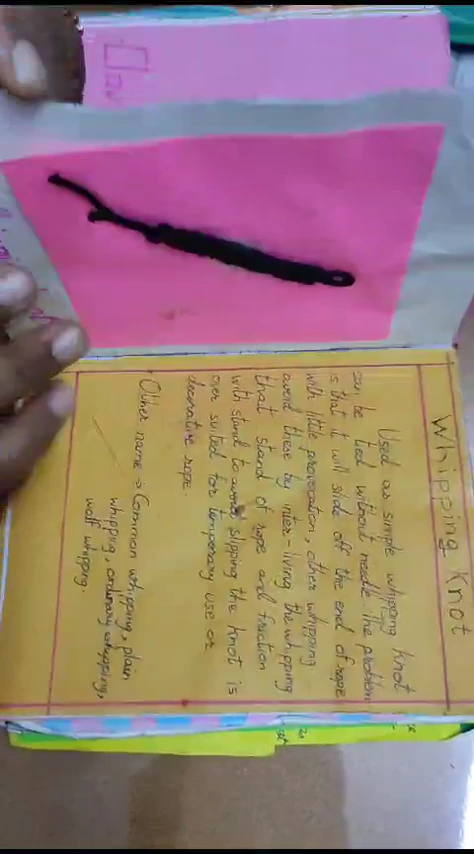 Whipping Knot
Used as simple whipping knot
can be tied without needle. The problem
is that it will slide off the end of rope
with little provocation, other whipping
avoid these by inter-living the whipping
that stand of rope and friction
with stand to avoid slipping the knot is
over suited for temporary use or
decorative rope.
Other name → Common whipping, plain
whipping, ordinary whipping,
walf whipping.